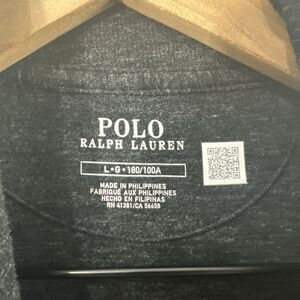 POLO
RALPH LAUREN
L•G•180/100A
MADE IN PHILIPPINES
FABRIQUÉ AUX PHILIPPINES
HECHO EN FILIPINAS
RN 41381/CA 56658